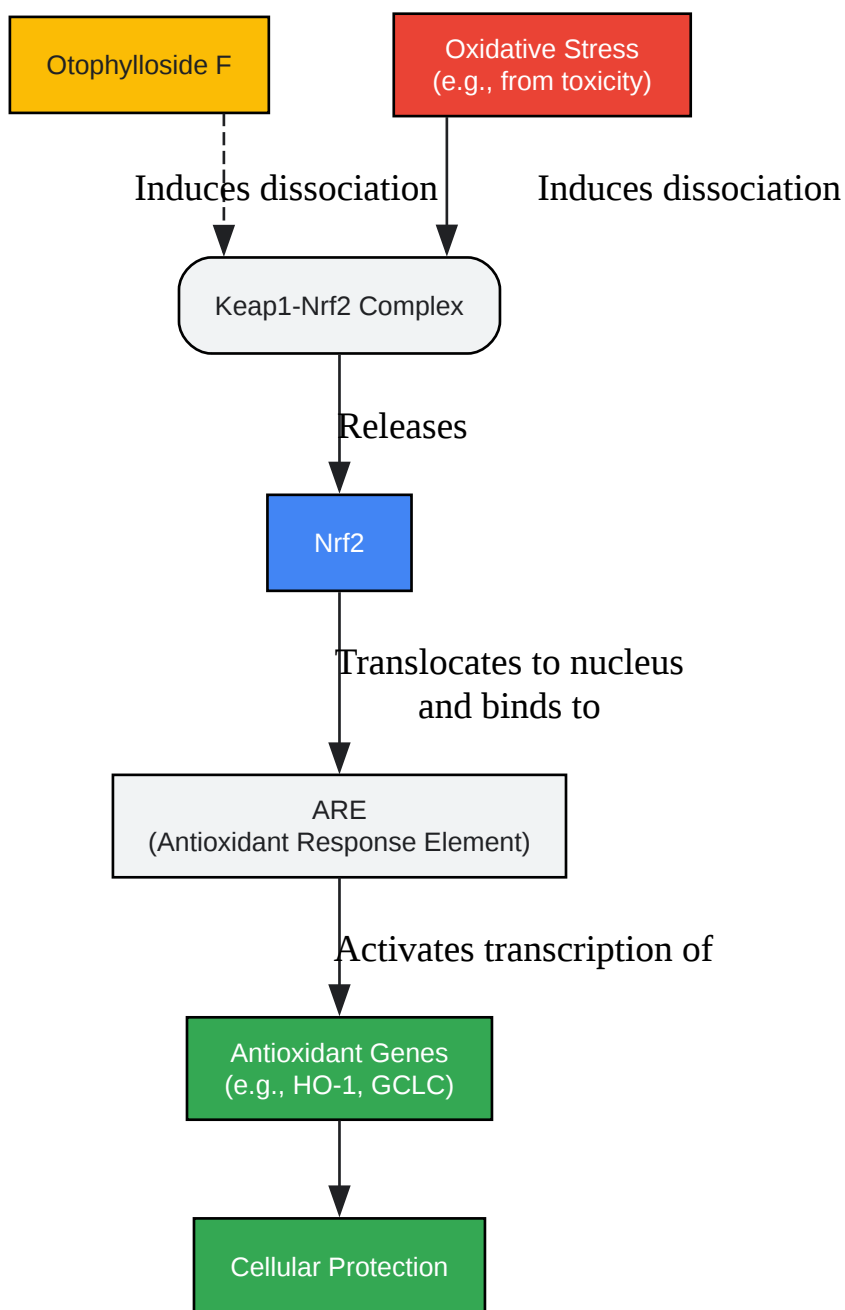 Otophylloside F
Oxidative Stress
(e.g., from toxicity)
Induces dissociation
Induces dissociation
Keap1-Nrf2 Complex
Releases
Nrf2
Translocates to nucleus
and binds to
ARE
(Antioxidant Response Element)
Activates transcription of
Antioxidant Genes
(e.g., HO-1, GCLC)
Cellular Protection